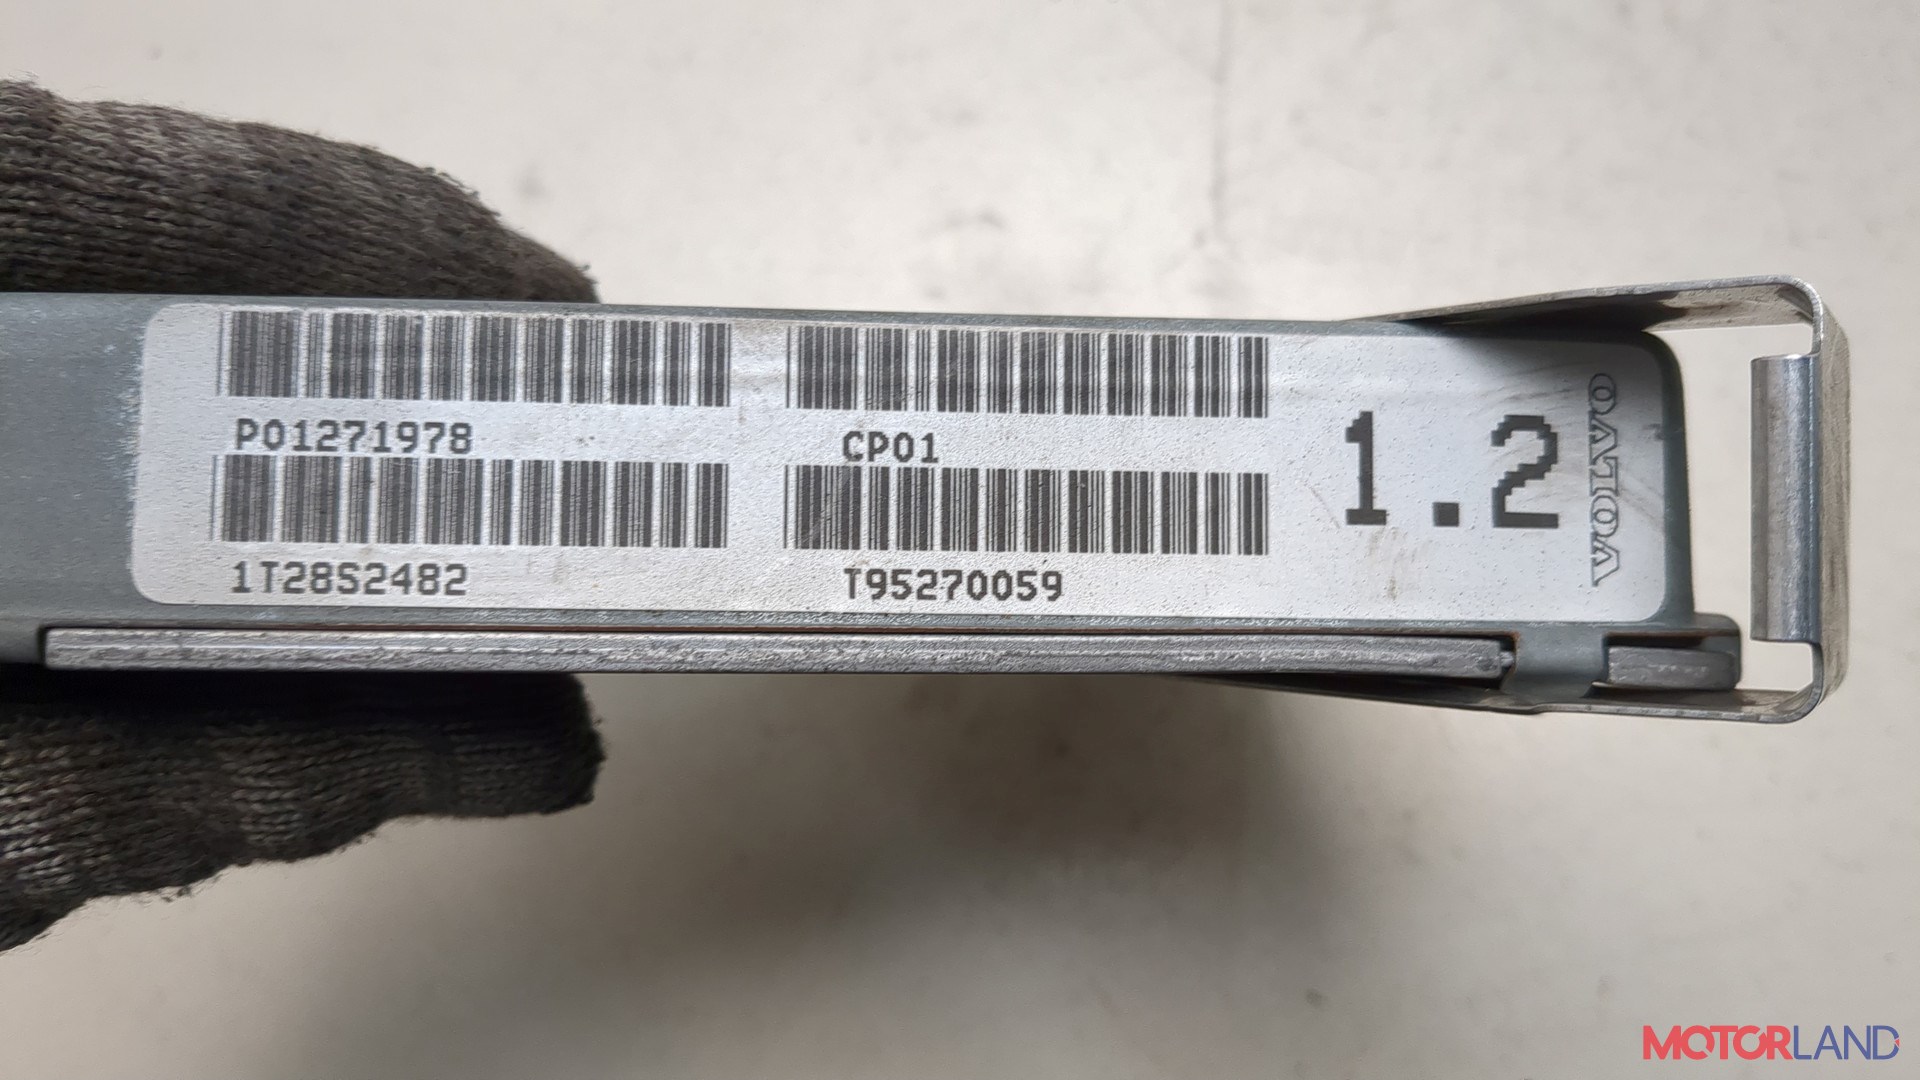 P01271978
CP01
1T28S2482
T95270059
1.2
VOLVO
MOTORLAND